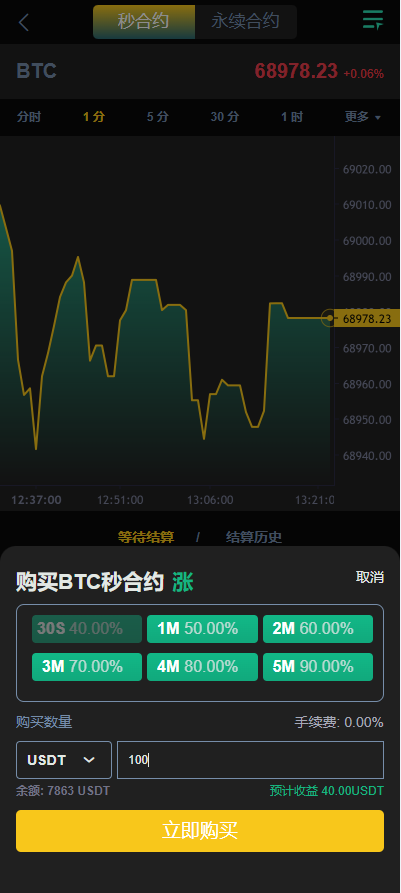 秒合约 永续合约
BTC 68978.23 +0.06%
分时 1 分 5 分 30 分 1 时 更多
69020.00
69010.00
69000.00
68990.00
68978.23
68970.00
68960.00
68950.00
68940.00
12:37:00 12:51:00 13:06:00 13:21:0
等待结算 / 结算历史
购买BTC秒合约 涨 取消
30S 40.00% 1M 50.00% 2M 60.00%
3M 70.00% 4M 80.00% 5M 90.00%
购买数量 手续费: 0.00%
USDT 100
余额: 7863 USDT 预计收益 40.00USDT
立即购买